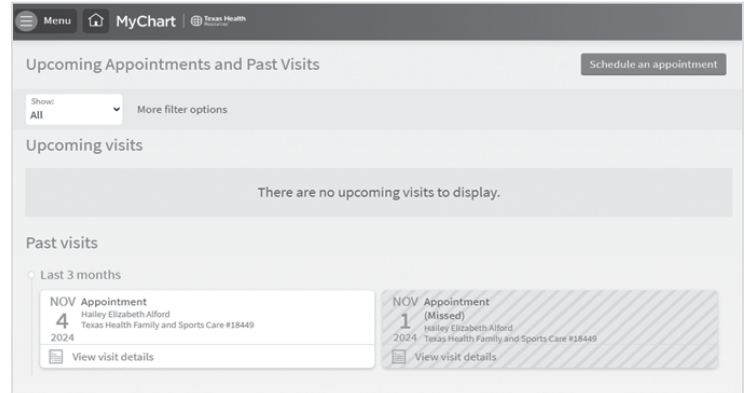 Menu MyChart Texas Health Resources
Upcoming Appointments and Past Visits
Schedule an appointment
Show:
All
More filter options
Upcoming visits
There are no upcoming visits to display.
Past visits
Last 3 months
NOV Appointment
4 Hailey Elizabeth Alford
Texas Health Family and Sports Care #18449
2024
View visit details
NOV Appointment
1 (Missed)
Hailey Elizabeth Alford
2024 Texas Health Family and Sports Care #18449
View visit details